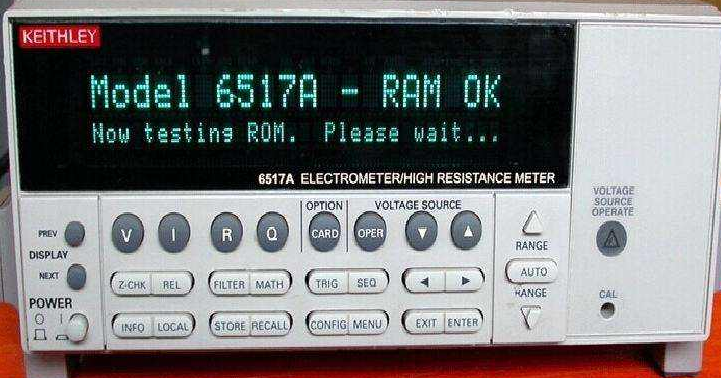 KEITHLEY
Model 6517A - RAM OK
Now testing ROM. Please wait...
6517A ELECTROMETER/HIGH RESISTANCE METER
VOLTAGE
SOURCE
OPERATE
OPTION VOLTAGE SOURCE
PREV V I R Q CARD OPER
DISPLAY
RANGE
NEXT Z-CHK REL FILTER MATH TRIG SEQ AUTO
RANGE
CAL
POWER
O I
INFO LOCAL STORE RECALL CONFIG MENU EXIT ENTER